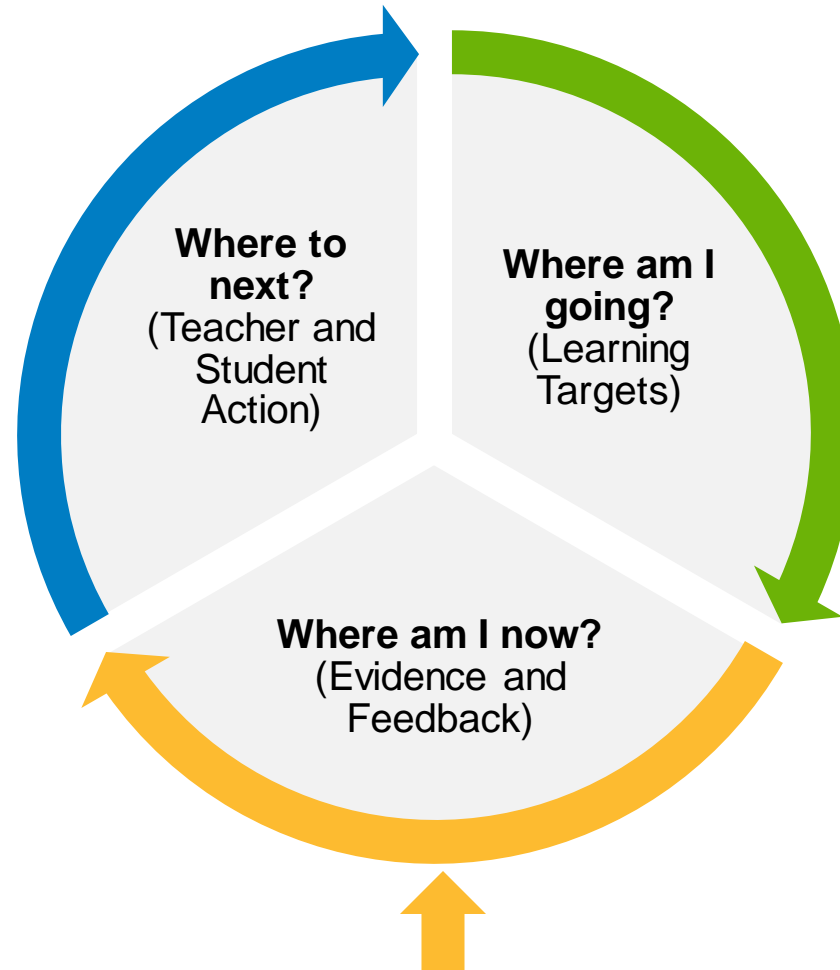 Where to
next?
(Teacher and
Student
Action)
Where am I
going?
(Learning
Targets)
Where am I now?
(Evidence and
Feedback)